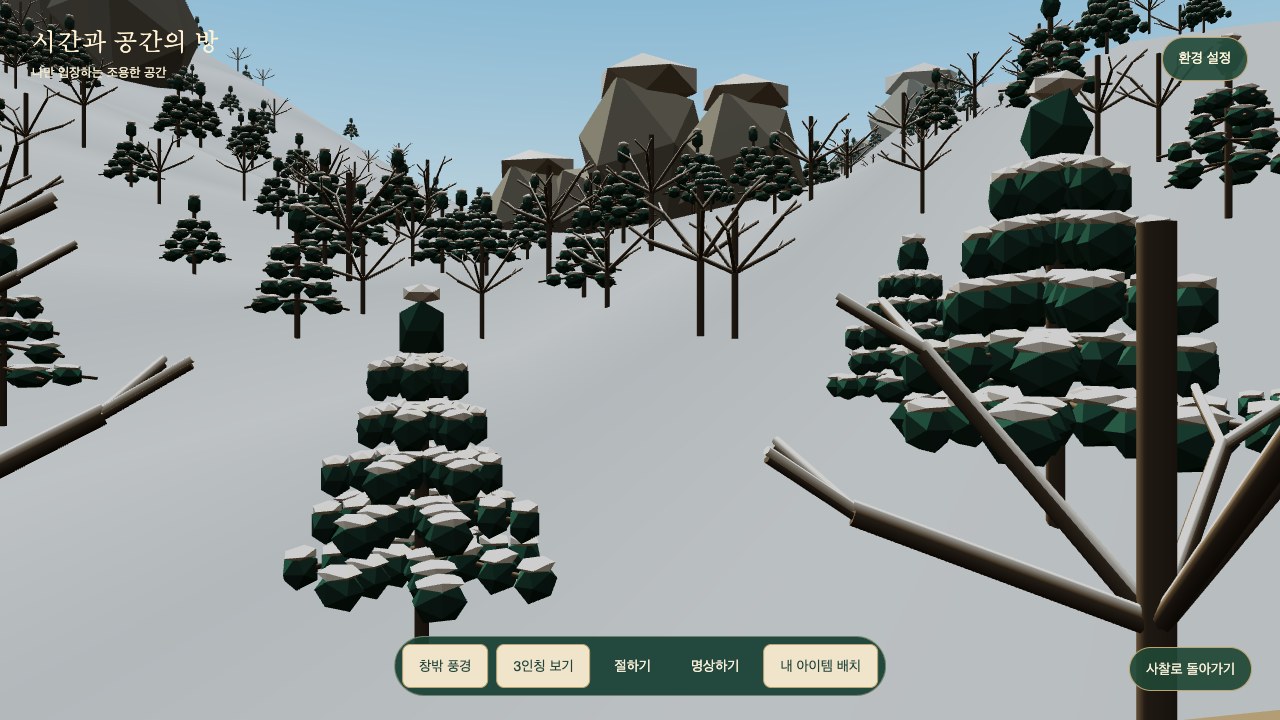 시간과 공간의 방
나만 입장하는 조용한 공간
환경 설정
창밖 풍경
3인칭 보기
절하기
명상하기
내 아이템 배치
사찰로 돌아가기